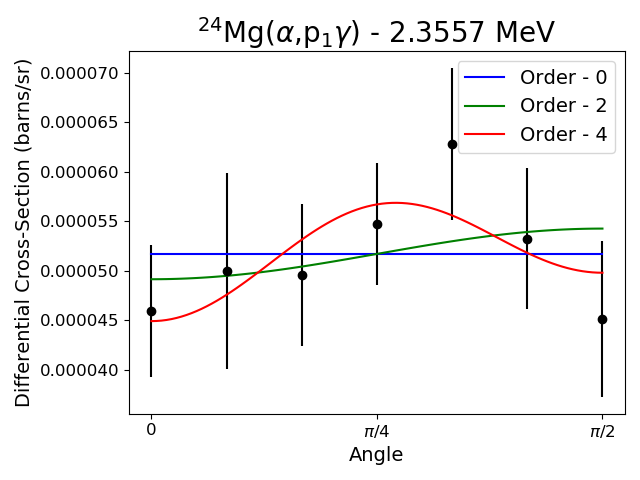 ²⁴Mg(α,p₁γ) - 2.3557 MeV
Differential Cross-Section (barns/sr)
0.000070
0.000065
0.000060
0.000055
0.000050
0.000045
0.000040
Order - 0
Order - 2
Order - 4
0
π/4
π/2
Angle